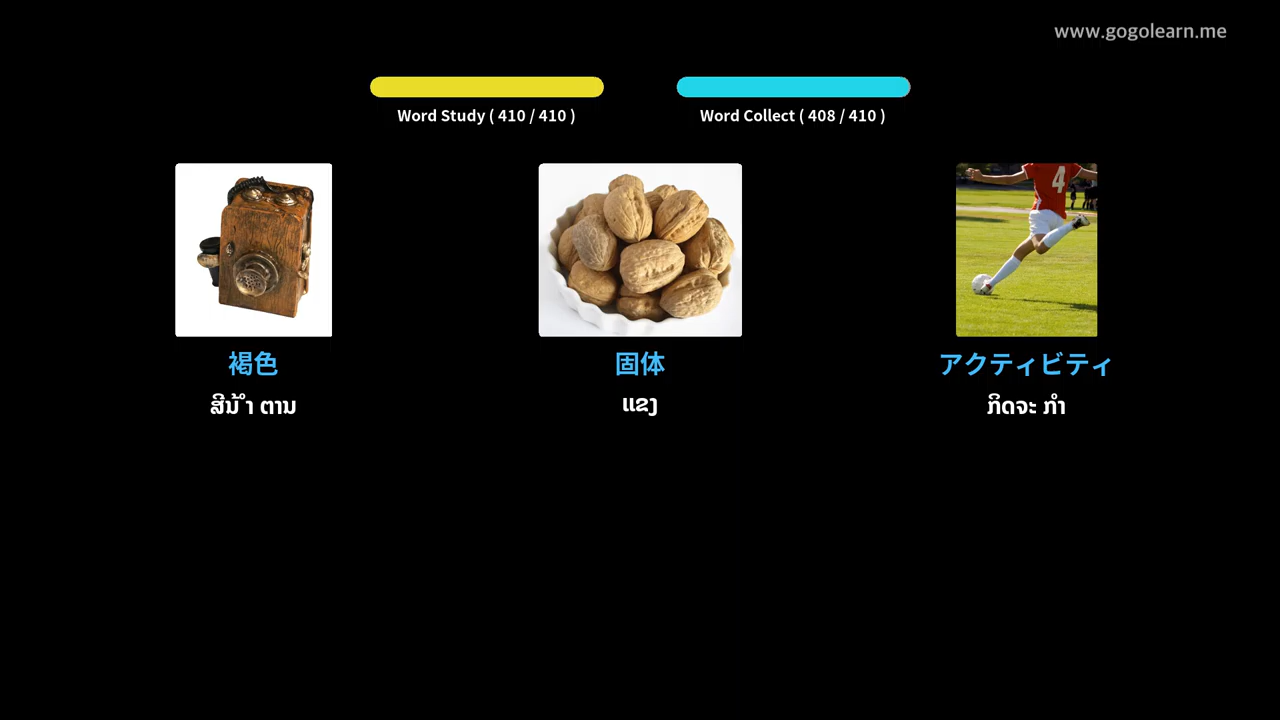 www.gogolearn.me
Word Study ( 410 / 410 )
Word Collect ( 408 / 410 )
褐色
固体
アクティビティ
ສີນ້ຳ ຕານ
ແຂງ
ກິດຈະ ກຳ